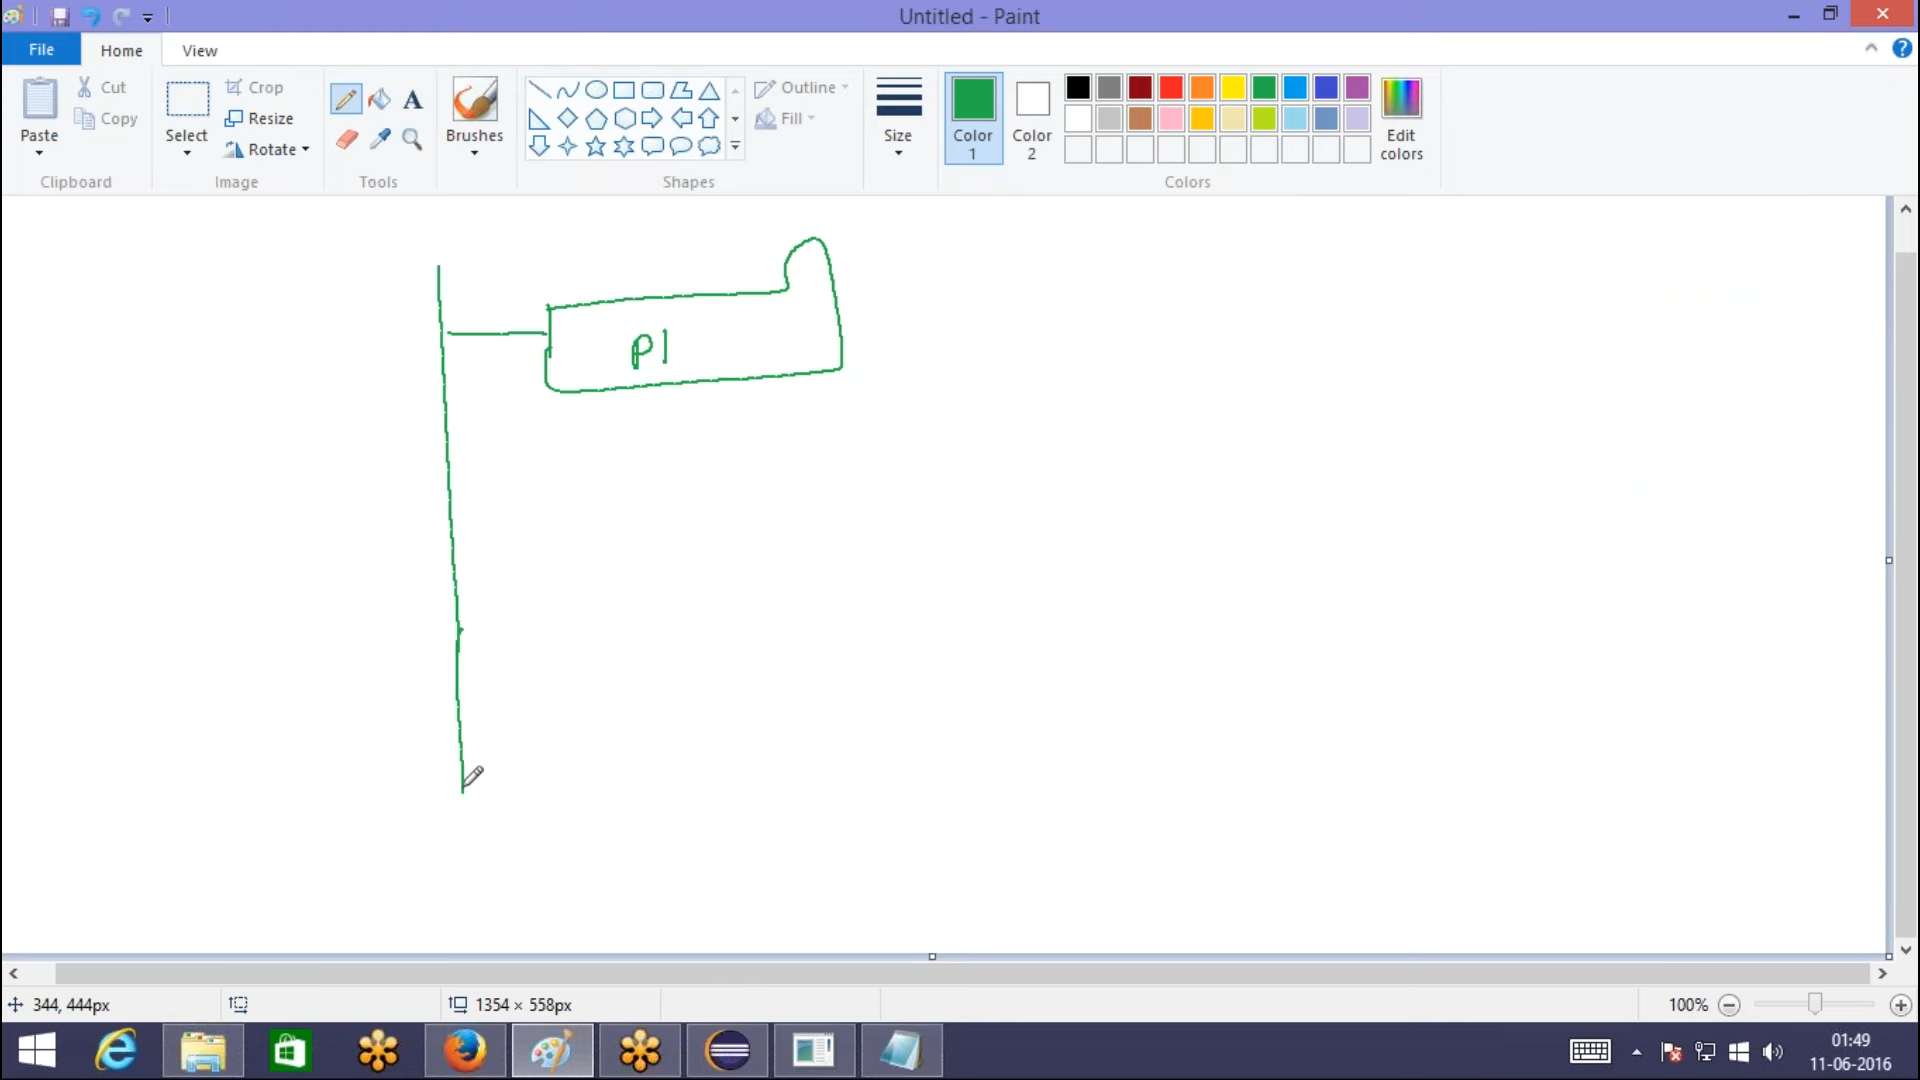 Untitled - Paint
File Home View
Paste
Cut
Copy
Clipboard
Select
Crop
Resize
Rotate
Image
Tools
Brushes
Shapes
Outline
Fill
Size
Color 1
Color 2
Edit colors
Colors
P1
344, 444px
1354 × 558px
100%
01:49
11-06-2016